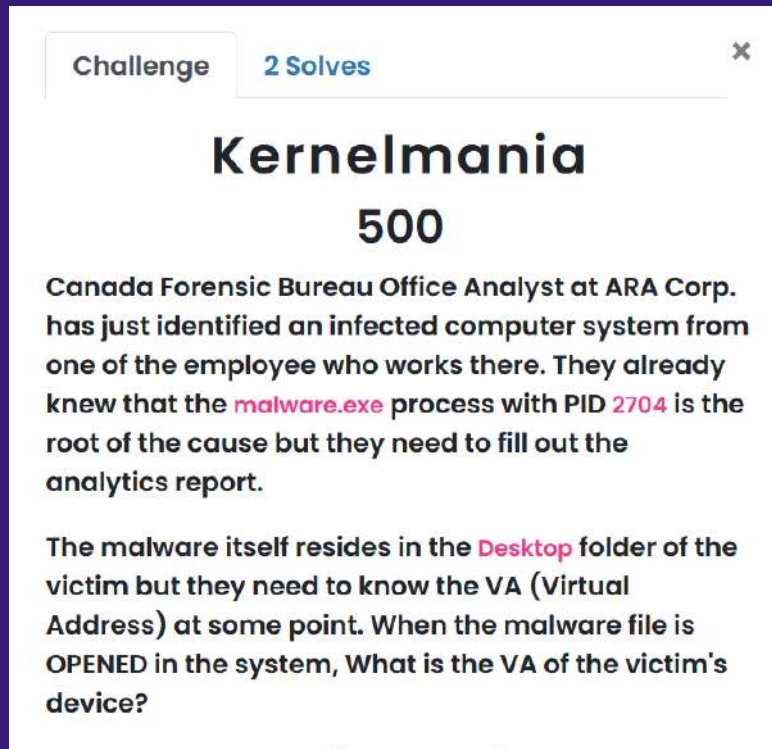 Challenge
2 Solves
×
Kernelmania
500
Canada Forensic Bureau Office Analyst at ARA Corp.
has just identified an infected computer system from
one of the employee who works there. They already
knew that the malware.exe process with PID 2704 is the
root of the cause but they need to fill out the
analytics report.
The malware itself resides in the Desktop folder of the
victim but they need to know the VA (Virtual
Address) at some point. When the malware file is
OPENED in the system, What is the VA of the victim's
device?